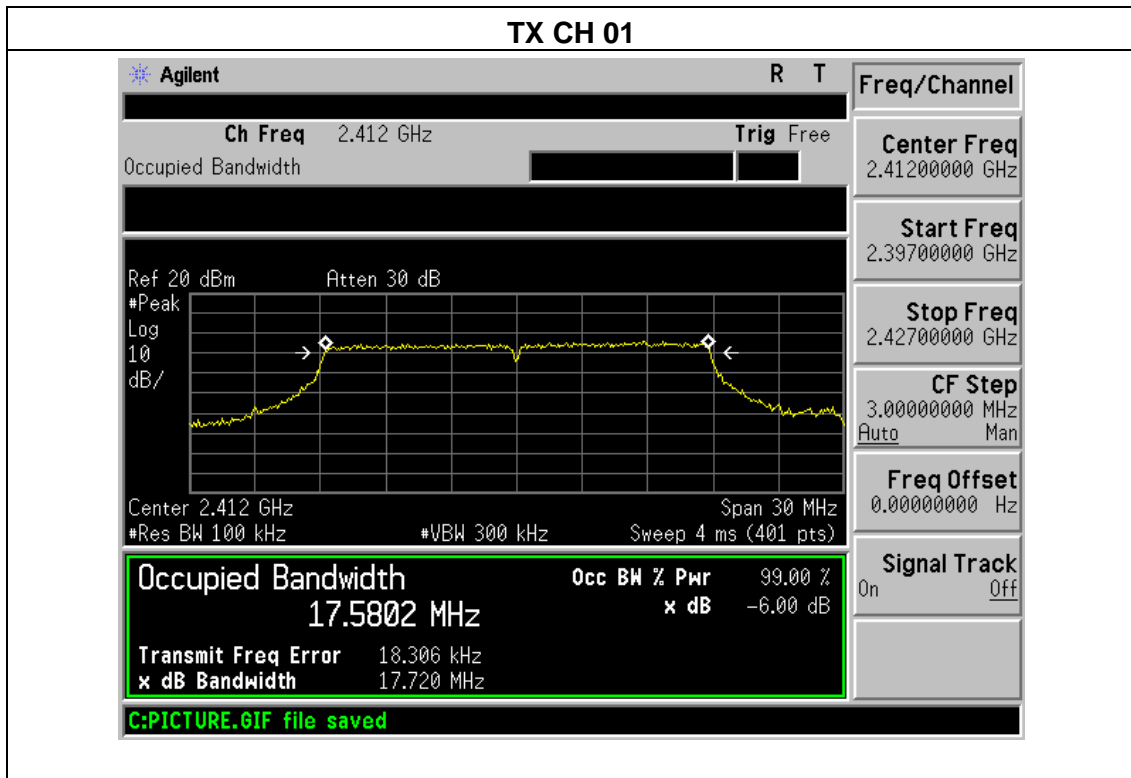 TX CH 01
Agilent R T
Ch Freq 2.412 GHz Trig Free
Occupied Bandwidth
Ref 20 dBm Atten 30 dB
#Peak
Log
10
dB/
Center 2.412 GHz Span 30 MHz
#Res BW 100 kHz #VBW 300 kHz Sweep 4 ms (401 pts)
Occupied Bandwidth Occ BW % Pwr 99.00 %
17.5802 MHz x dB -6.00 dB
Transmit Freq Error 18.306 kHz
x dB Bandwidth 17.720 MHz
C:PICTURE.GIF file saved
Freq/Channel
Center Freq
2.41200000 GHz
Start Freq
2.39700000 GHz
Stop Freq
2.42700000 GHz
CF Step
3.00000000 MHz
Auto Man
Freq Offset
0.00000000 Hz
Signal Track
On Off